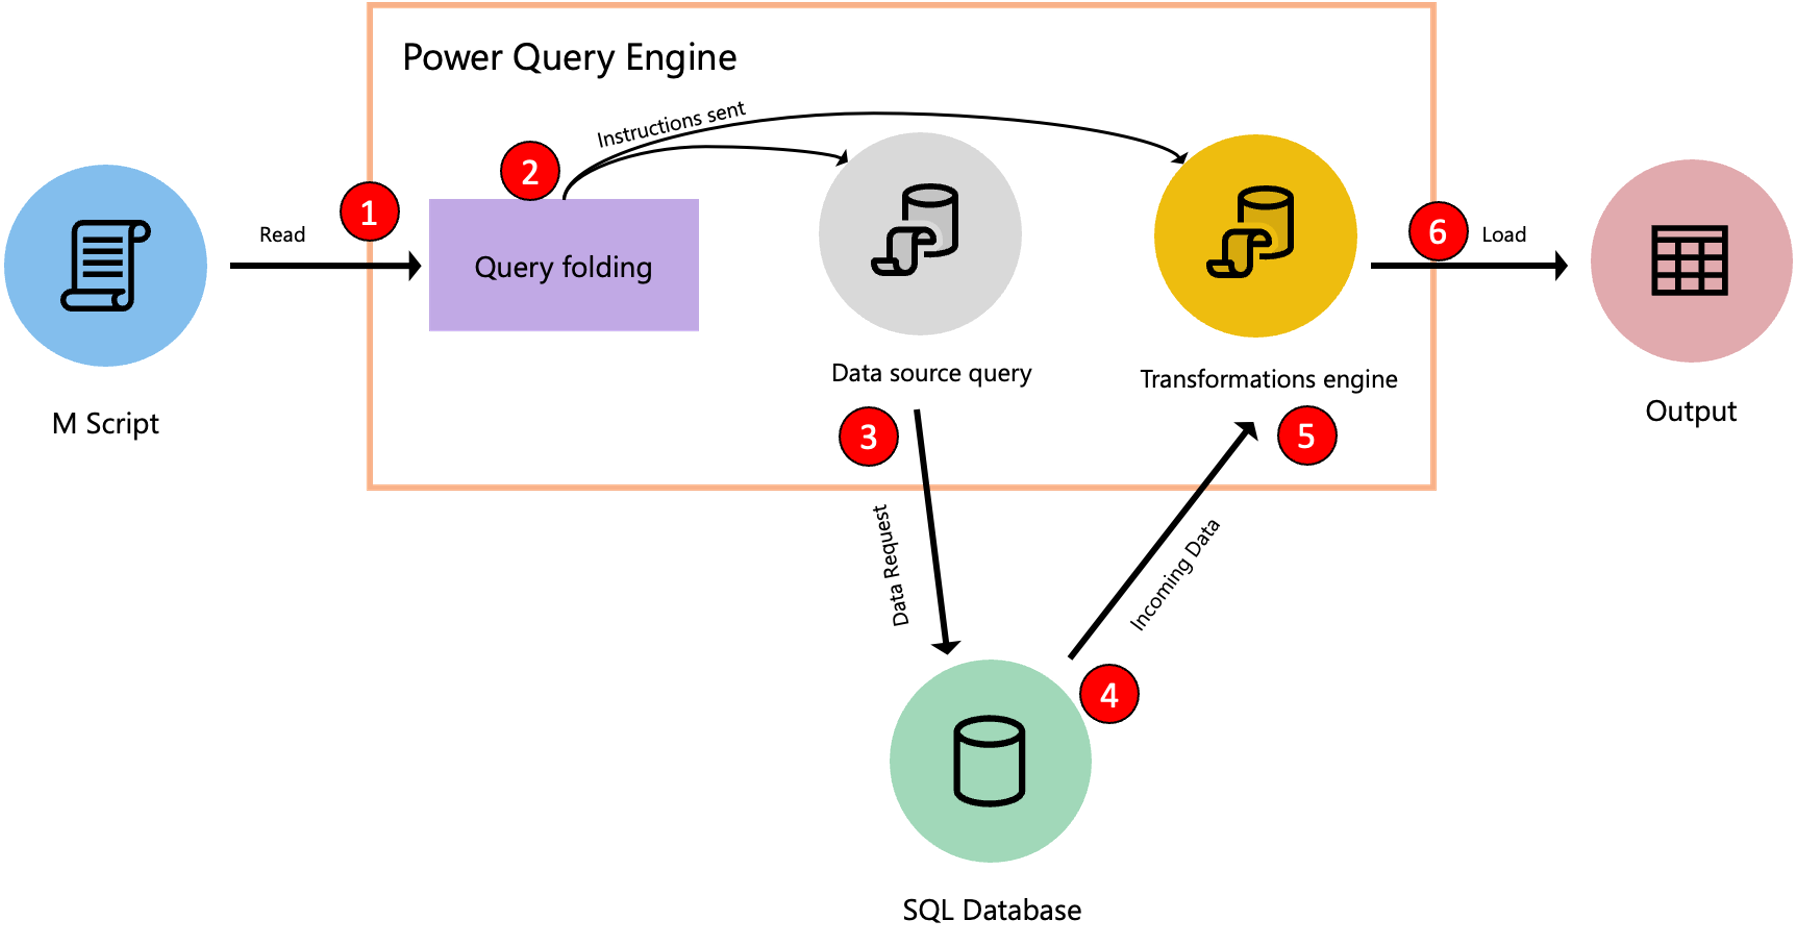 Power Query Engine
Instructions sent
1
2
Read
Query folding
M Script
Data source query
Transformations engine
6
Load
Output
3
5
Data Request
Incoming Data
4
SQL Database